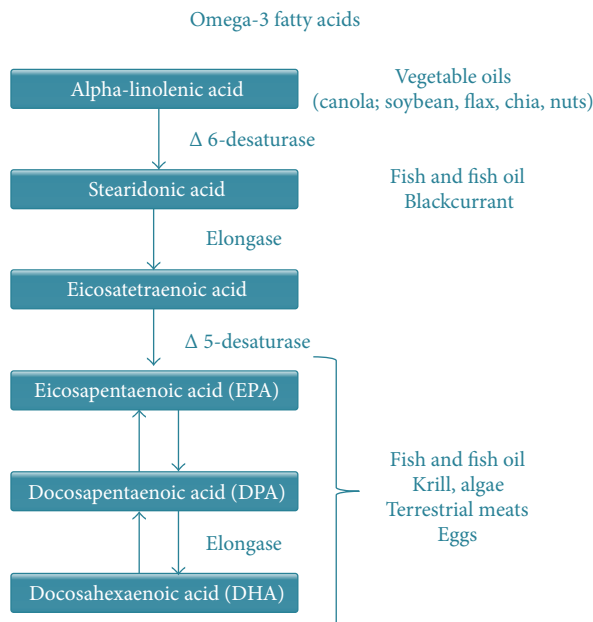 Omega-3 fatty acids
Alpha-linolenic acid
Vegetable oils
(canola; soybean, flax, chia, nuts)
Δ 6-desaturase
Stearidonic acid
Fish and fish oil
Blackcurrant
Elongase
Eicosatetraenoic acid
Δ 5-desaturase
Eicosapentaenoic acid (EPA)
Fish and fish oil
Krill, algae
Terrestrial meats
Eggs
Docosapentaenoic acid (DPA)
Elongase
Docosahexaenoic acid (DHA)